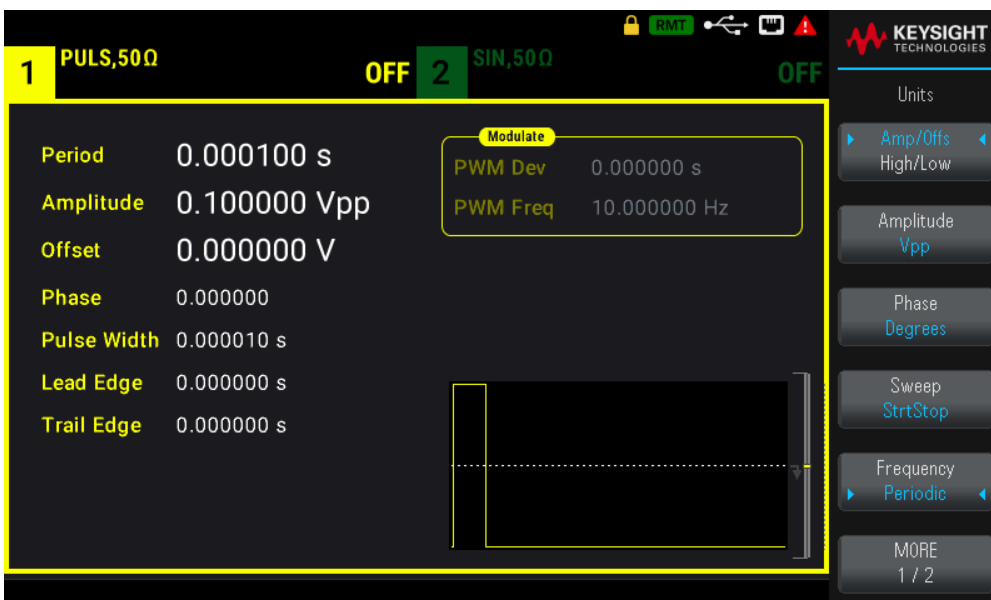 RMT
KEYSIGHT
TECHNOLOGIES
1 PULS,50Ω OFF
2 SIN,50Ω OFF
Units
Modulate
Period 0.000100 s
PWM Dev 0.000000 s
Amplitude 0.100000 Vpp
PWM Freq 10.000000 Hz
Offset 0.000000 V
Phase 0.000000
Pulse Width 0.000010 s
Lead Edge 0.000000 s
Trail Edge 0.000000 s
Amp/Offs
High/Low
Amplitude
Vpp
Phase
Degrees
Sweep
StrtStop
Frequency
Periodic
MORE
1 / 2